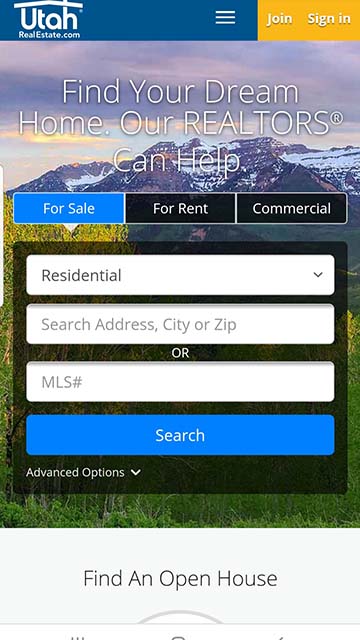 Utah®
RealEstate.com
Join Sign in
Find Your Dream
Home. Our REALTORS®
Can Help
For Sale For Rent Commercial
Residential
Search Address, City or Zip
OR
MLS#
Search
Advanced Options
Find An Open House